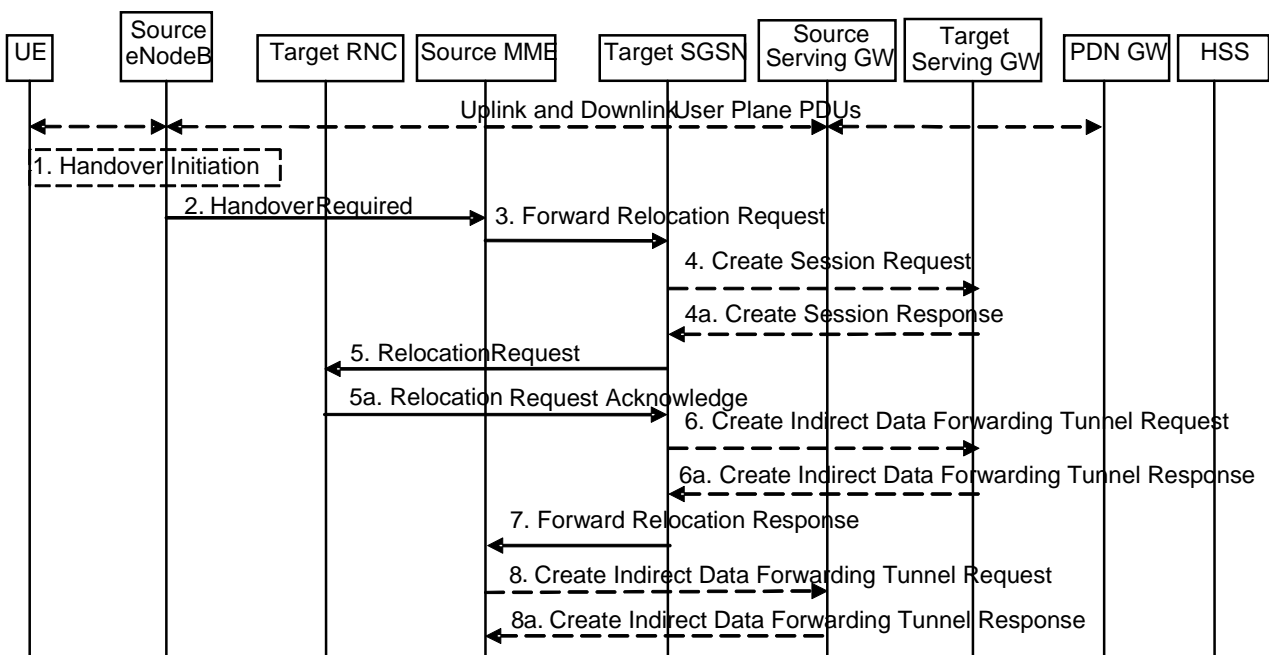 UE
Source
eNodeB
Target RNC
Source MME
Target SGSN
Source
Serving GW
Target
Serving GW
PDN GW
HSS
Uplink and Downlink User Plane PDUs
1. Handover Initiation
2. Handover Required
3. Forward Relocation Request
4. Create Session Request
4a. Create Session Response
5. Relocation Request
5a. Relocation Request Acknowledge
6. Create Indirect Data Forwarding Tunnel Request
6a. Create Indirect Data Forwarding Tunnel Response
7. Forward Relocation Response
8. Create Indirect Data Forwarding Tunnel Request
8a. Create Indirect Data Forwarding Tunnel Response